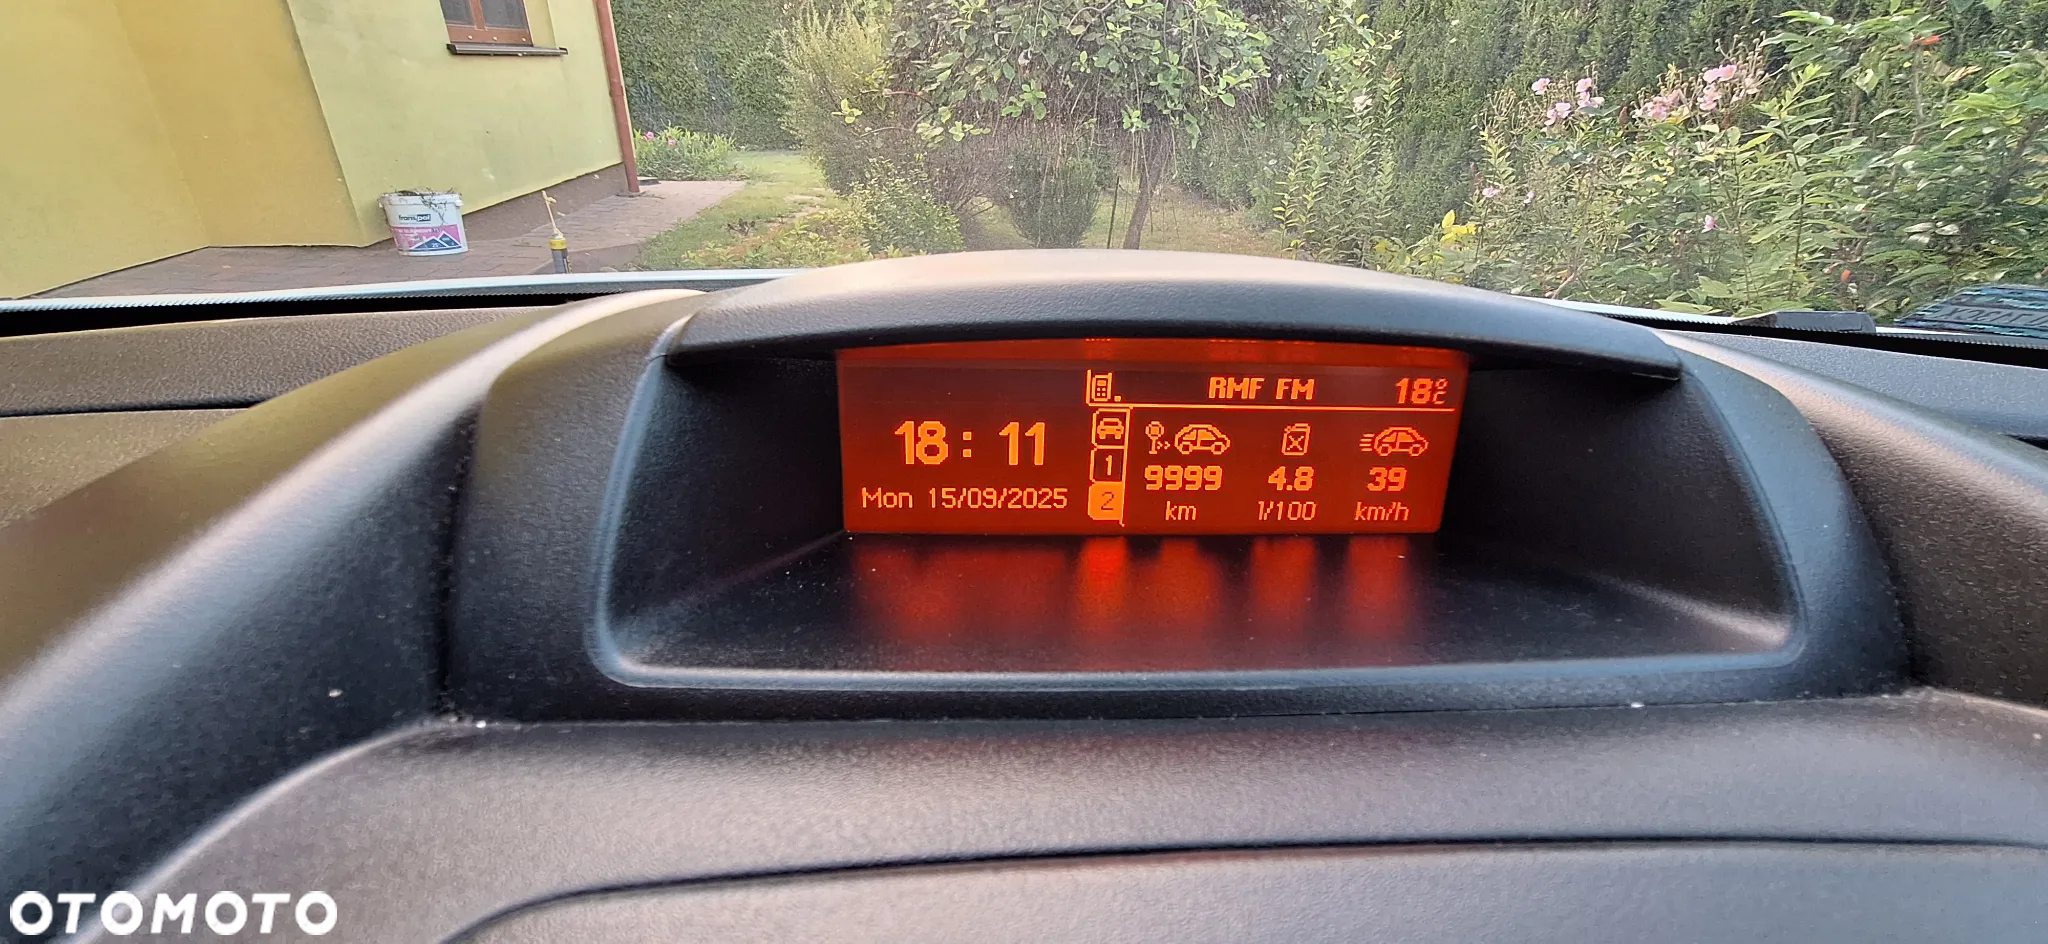 franspol
RMF FM 18°C
18:11
1
9999 4.8 39
Mon 15/09/2025
2
km l/100 km/h
OTOMOTO